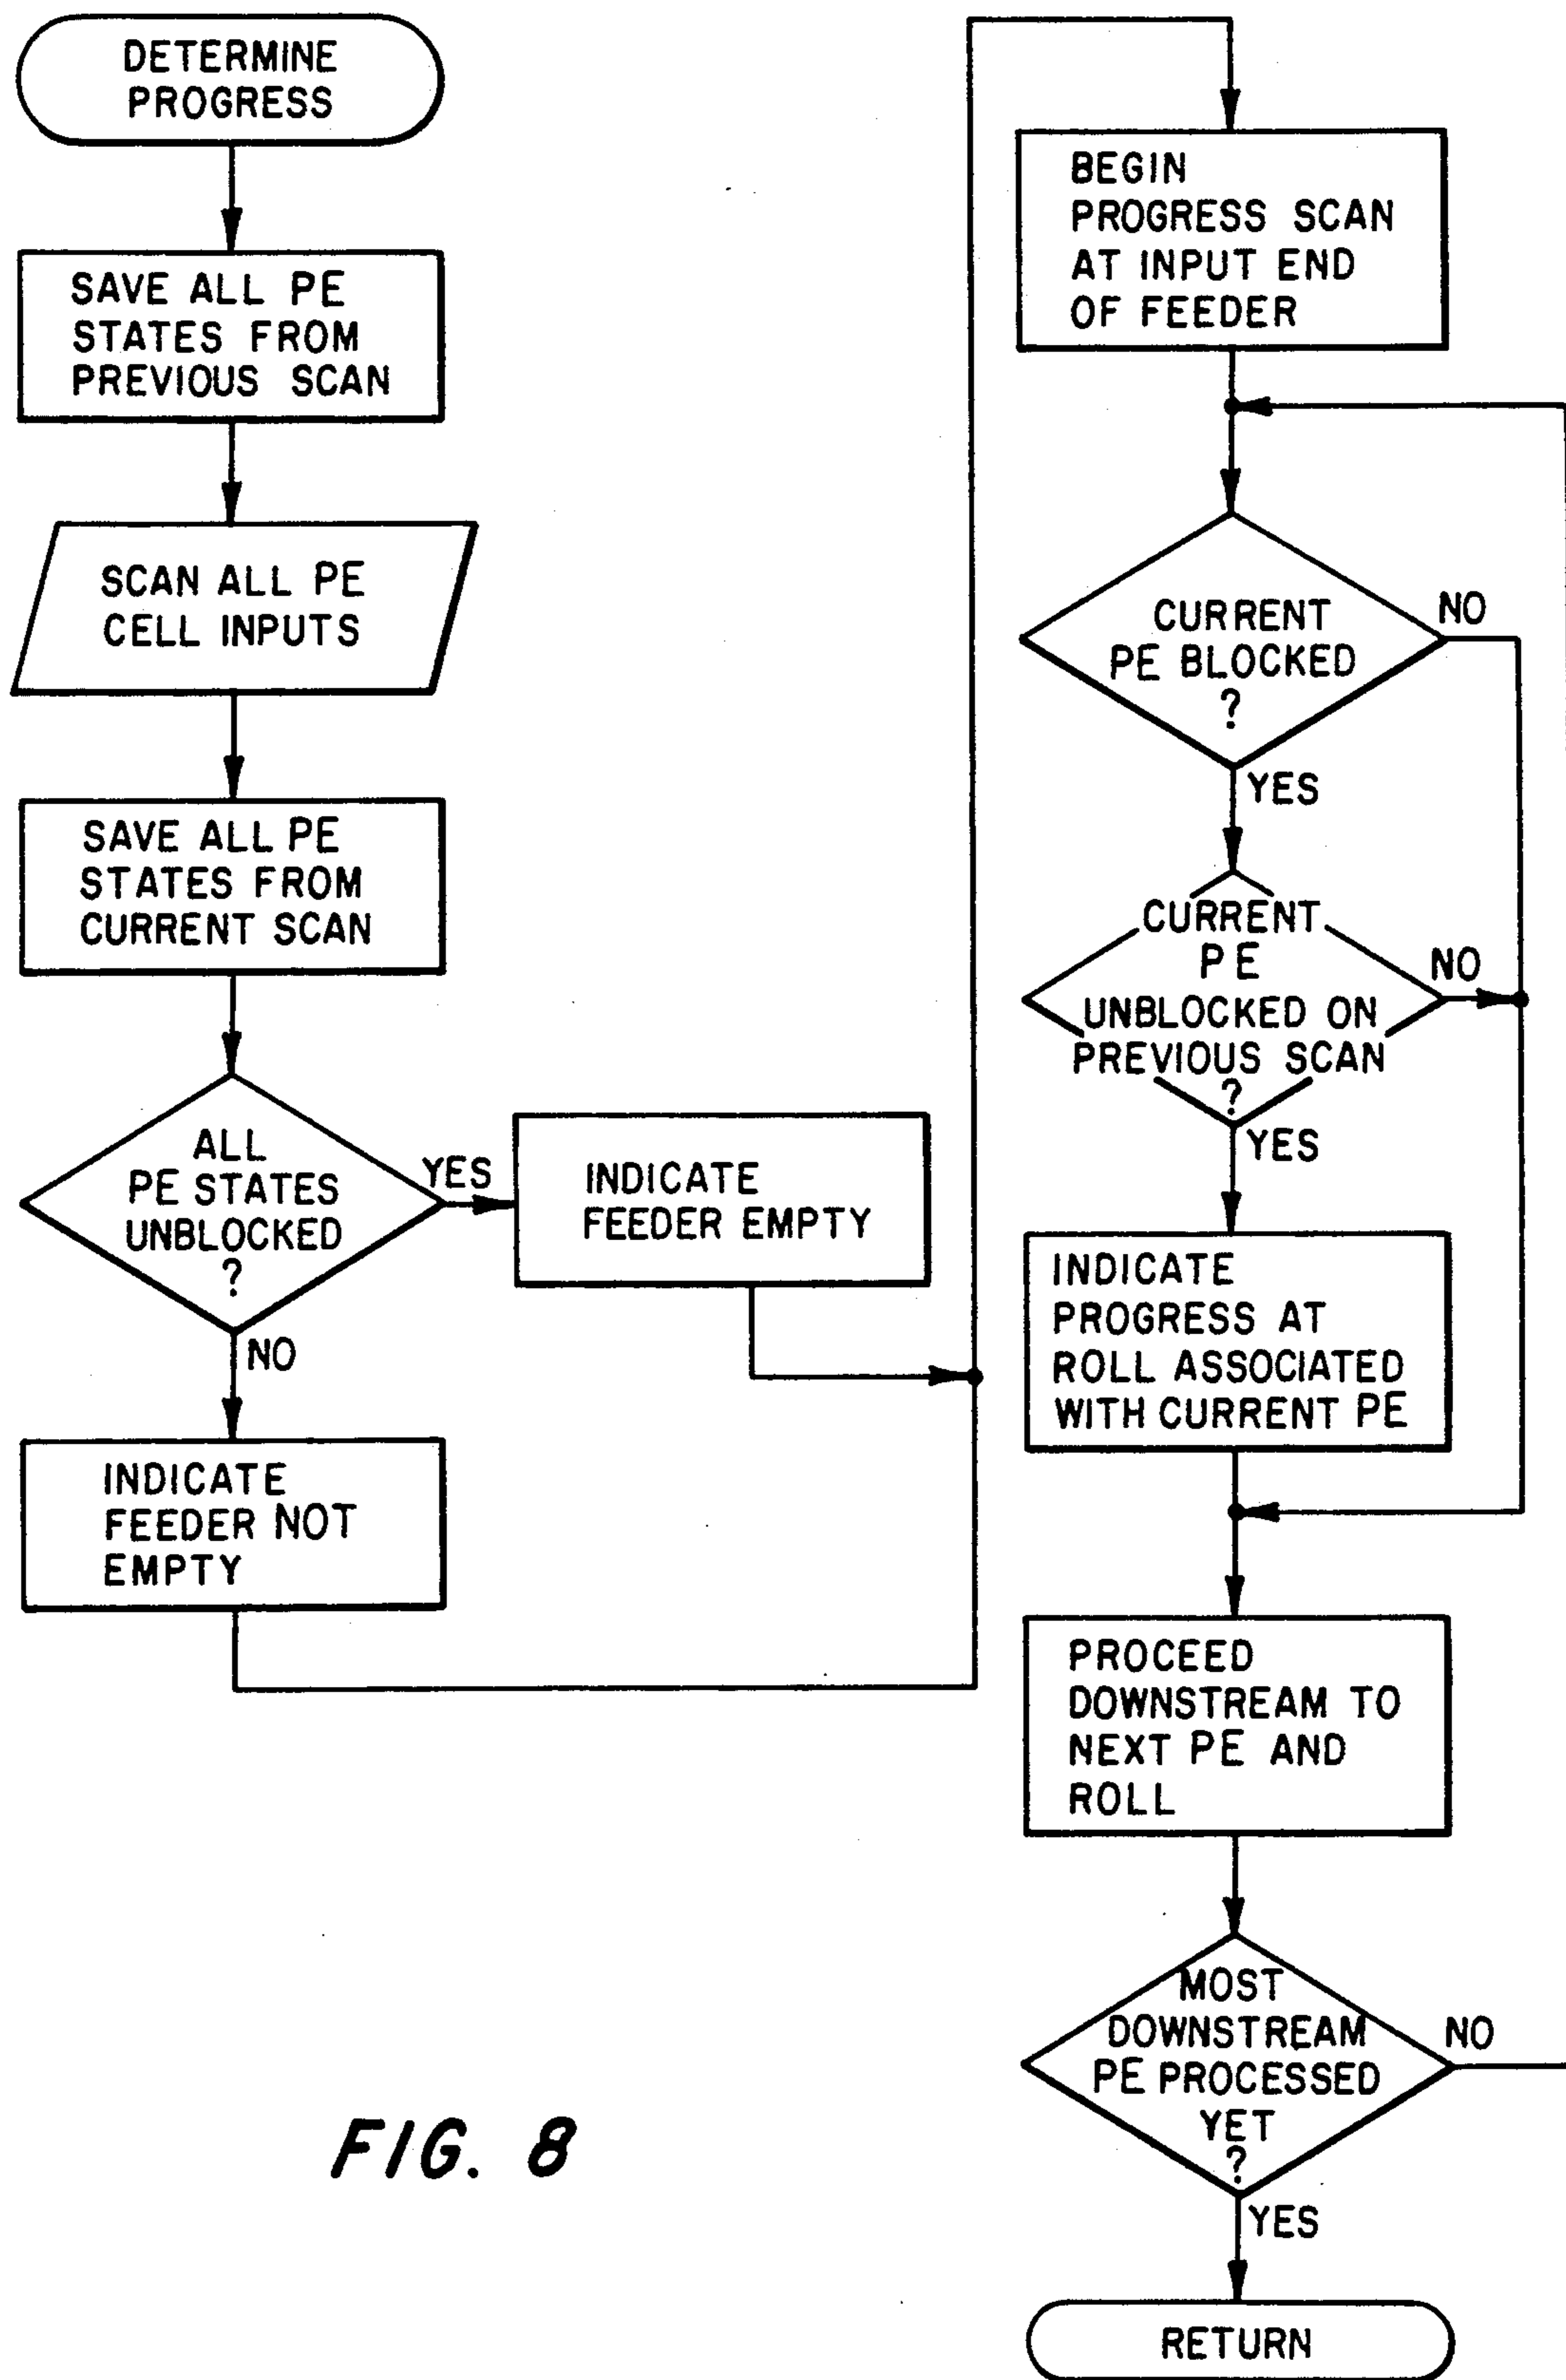 DETERMINE
PROGRESS
SAVE ALL PE
STATES FROM
PREVIOUS SCAN
SCAN ALL PE
CELL INPUTS
SAVE ALL PE
STATES FROM
CURRENT SCAN
ALL
PE STATES
UNBLOCKED
?
YES
NO
INDICATE
FEEDER EMPTY
INDICATE
FEEDER NOT
EMPTY
BEGIN
PROGRESS SCAN
AT INPUT END
OF FEEDER
CURRENT
PE BLOCKED
?
NO
YES
CURRENT
PE
UNBLOCKED ON
PREVIOUS SCAN
?
NO
YES
INDICATE
PROGRESS AT
ROLL ASSOCIATED
WITH CURRENT PE
PROCEED
DOWNSTREAM TO
NEXT PE AND
ROLL
MOST
DOWNSTREAM
PE PROCESSED
YET
?
NO
YES
RETURN
FIG. 8